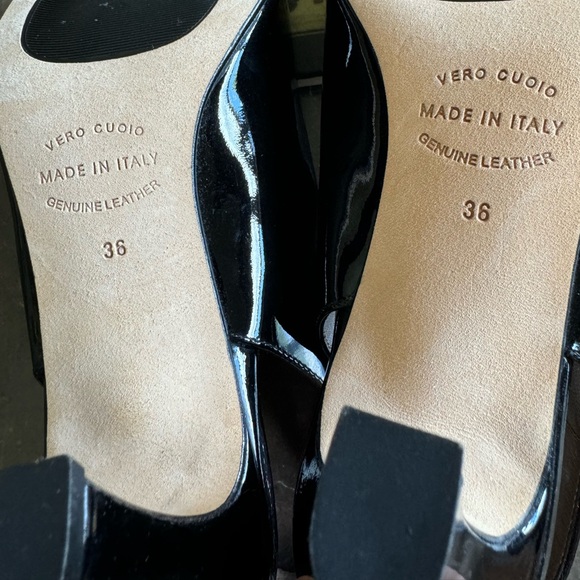 VERO CUOIO
MADE IN ITALY
GENUINE LEATHER
36
VERO CUOIO
MADE IN ITALY
GENUINE LEATHER
36